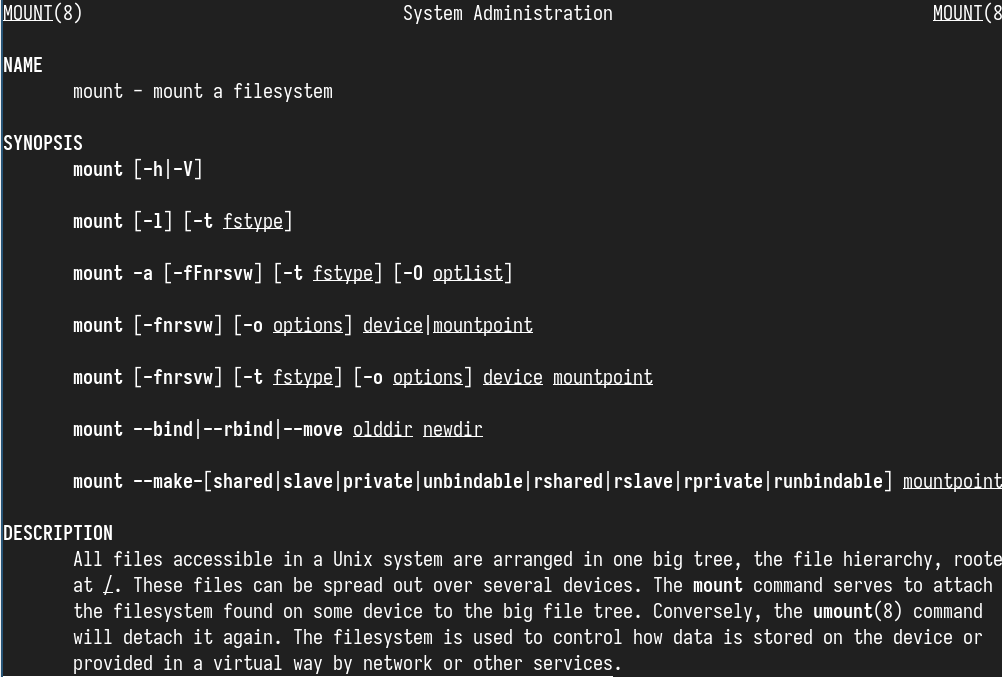 MOUNT(8) System Administration MOUNT(8
NAME
mount - mount a filesystem
SYNOPSIS
mount [-h|-V]
mount [-l] [-t fstype]
mount -a [-fFnrsvw] [-t fstype] [-O optlist]
mount [-fnrsvw] [-o options] device|mountpoint
mount [-fnrsvw] [-t fstype] [-o options] device mountpoint
mount --bind|--rbind|--move olddir newdir
mount --make-[shared|slave|private|unbindable|rshared|rslave|rprivate|runbindable] mountpoint
DESCRIPTION
All files accessible in a Unix system are arranged in one big tree, the file hierarchy, roote
at /. These files can be spread out over several devices. The mount command serves to attach
the filesystem found on some device to the big file tree. Conversely, the umount(8) command
will detach it again. The filesystem is used to control how data is stored on the device or
provided in a virtual way by network or other services.